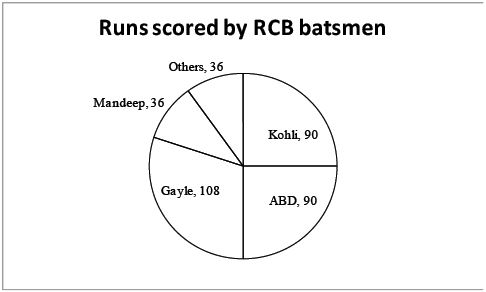 Runs scored by RCB batsmen
Others, 36
Mandeep, 36
Kohli, 90
Gayle, 108
ABD, 90